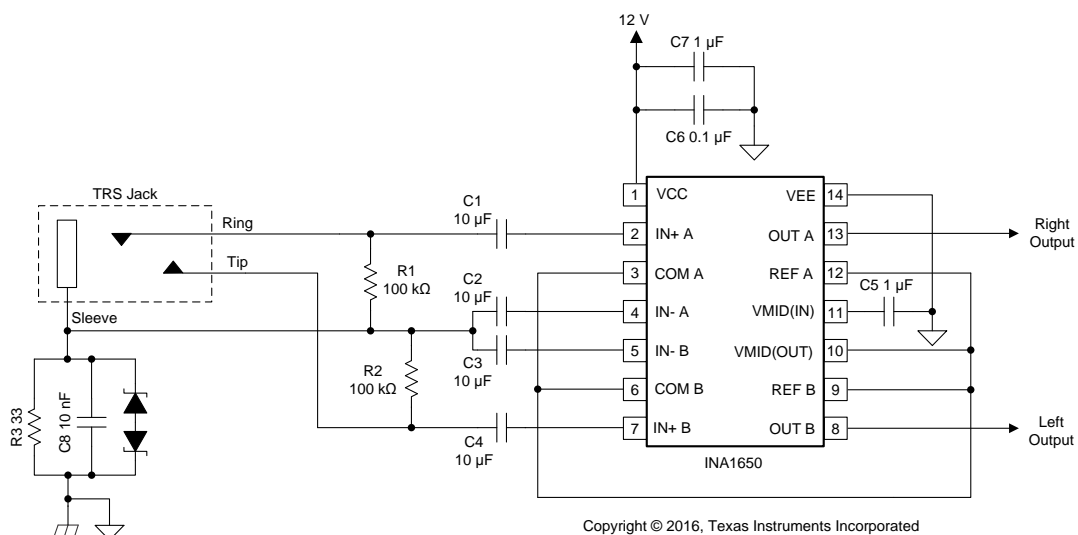 12 V
C7 1 µF
C6 0.1 µF
TRS Jack
Ring
Tip
Sleeve
C1
10 µF
R1
100 kΩ
C2
10 µF
C3
10 µF
R2
100 kΩ
C4
10 µF
R3 33
C8 10 nF
1 VCC
2 IN+ A
3 COM A
4 IN- A
5 IN- B
6 COM B
7 IN+ B
VEE 14
OUT A 13
REF A 12
VMID(IN) 11
VMID(OUT) 10
REF B 9
OUT B 8
C5 1 µF
Right
Output
Left
Output
INA1650
Copyright © 2016, Texas Instruments Incorporated